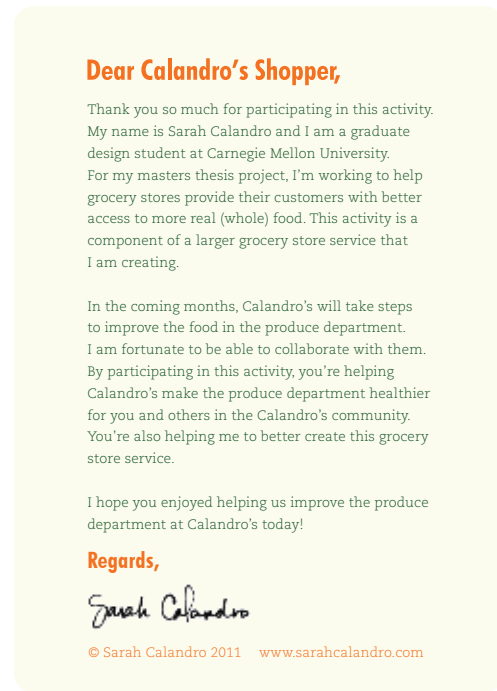 Dear Calandro's Shopper,
Thank you so much for participating in this activity.
My name is Sarah Calandro and I am a graduate
design student at Carnegie Mellon University.
For my masters thesis project, I'm working to help
grocery stores provide their customers with better
access to more real (whole) food. This activity is a
component of a larger grocery store service that
I am creating.
In the coming months, Calandro's will take steps
to improve the food in the produce department.
I am fortunate to be able to collaborate with them.
By participating in this activity, you're helping
Calandro's make the produce department healthier
for you and others in the Calandro's community.
You're also helping me to better create this grocery
store service.
I hope you enjoyed helping us improve the produce
department at Calandro's today!
Regards,
Sarah Calandro
© Sarah Calandro 2011 www.sarahcalandro.com